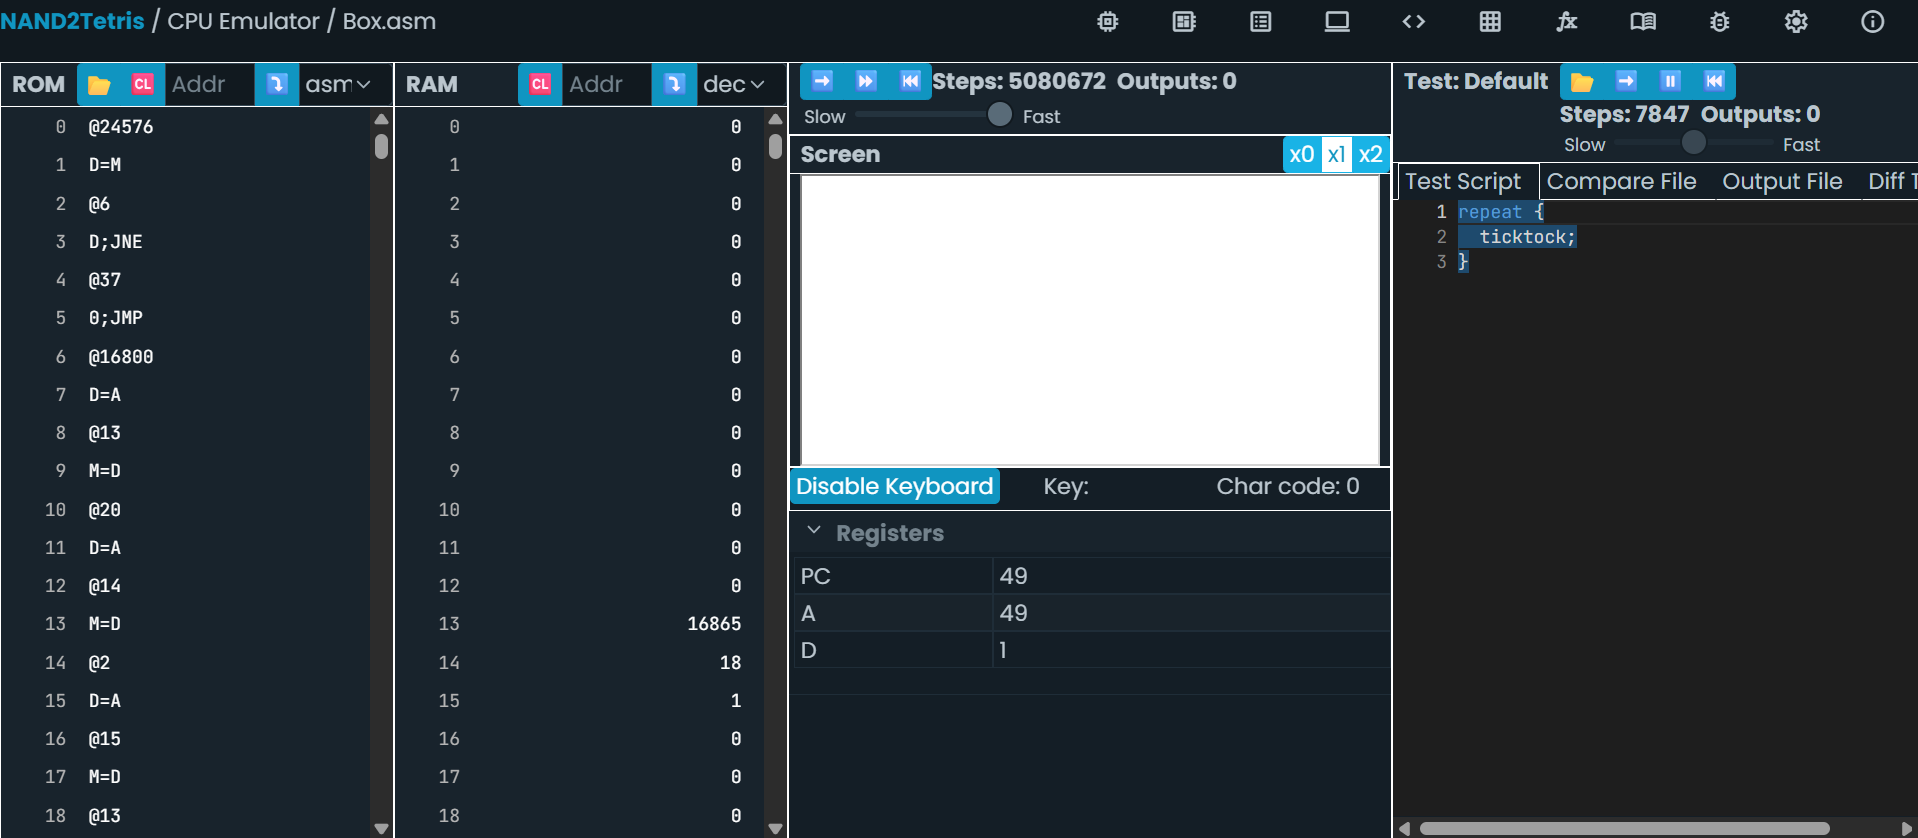 NAND2Tetris / CPU Emulator / Box.asm
ROM CL Addr asm
0 @24576
1 D=M
2 @6
3 D;JNE
4 @37
5 0;JMP
6 @16800
7 D=A
8 @13
9 M=D
10 @20
11 D=A
12 @14
13 M=D
14 @2
15 D=A
16 @15
17 M=D
18 @13
RAM CL Addr dec
0 0
1 0
2 0
3 0
4 0
5 0
6 0
7 0
8 0
9 0
10 0
11 0
12 0
13 16865
14 18
15 1
16 0
17 0
18 0
Steps: 5080672 Outputs: 0
Slow Fast
Screen x0 x1 x2
Disable Keyboard Key: Char code: 0
Registers
PC 49
A 49
D 1
Test: Default
Steps: 7847 Outputs: 0
Slow Fast
Test Script Compare File Output File Diff T
1 repeat {
2 ticktock;
3 }